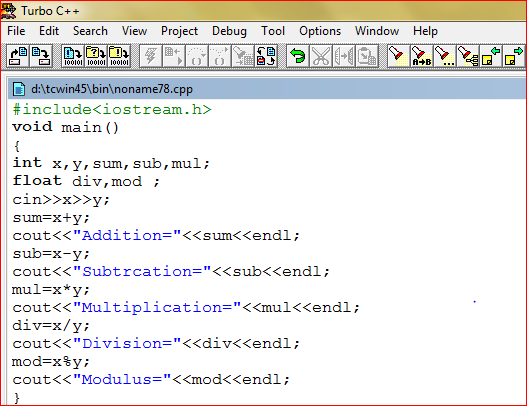 Turbo C++
File Edit Search View Project Debug Tool Options Window Help
d:\tcwin45\bin\noname78.cpp
#include<iostream.h>
void main()
{
int x,y,sum,sub,mul;
float div,mod ;
cin>>x>>y;
sum=x+y;
cout<<"Addition="<<sum<<endl;
sub=x-y;
cout<<"Subtrcation="<<sub<<endl;
mul=x*y;
cout<<"Multiplication="<<mul<<endl;
div=x/y;
cout<<"Division="<<div<<endl;
mod=x%y;
cout<<"Modulus="<<mod<<endl;
}